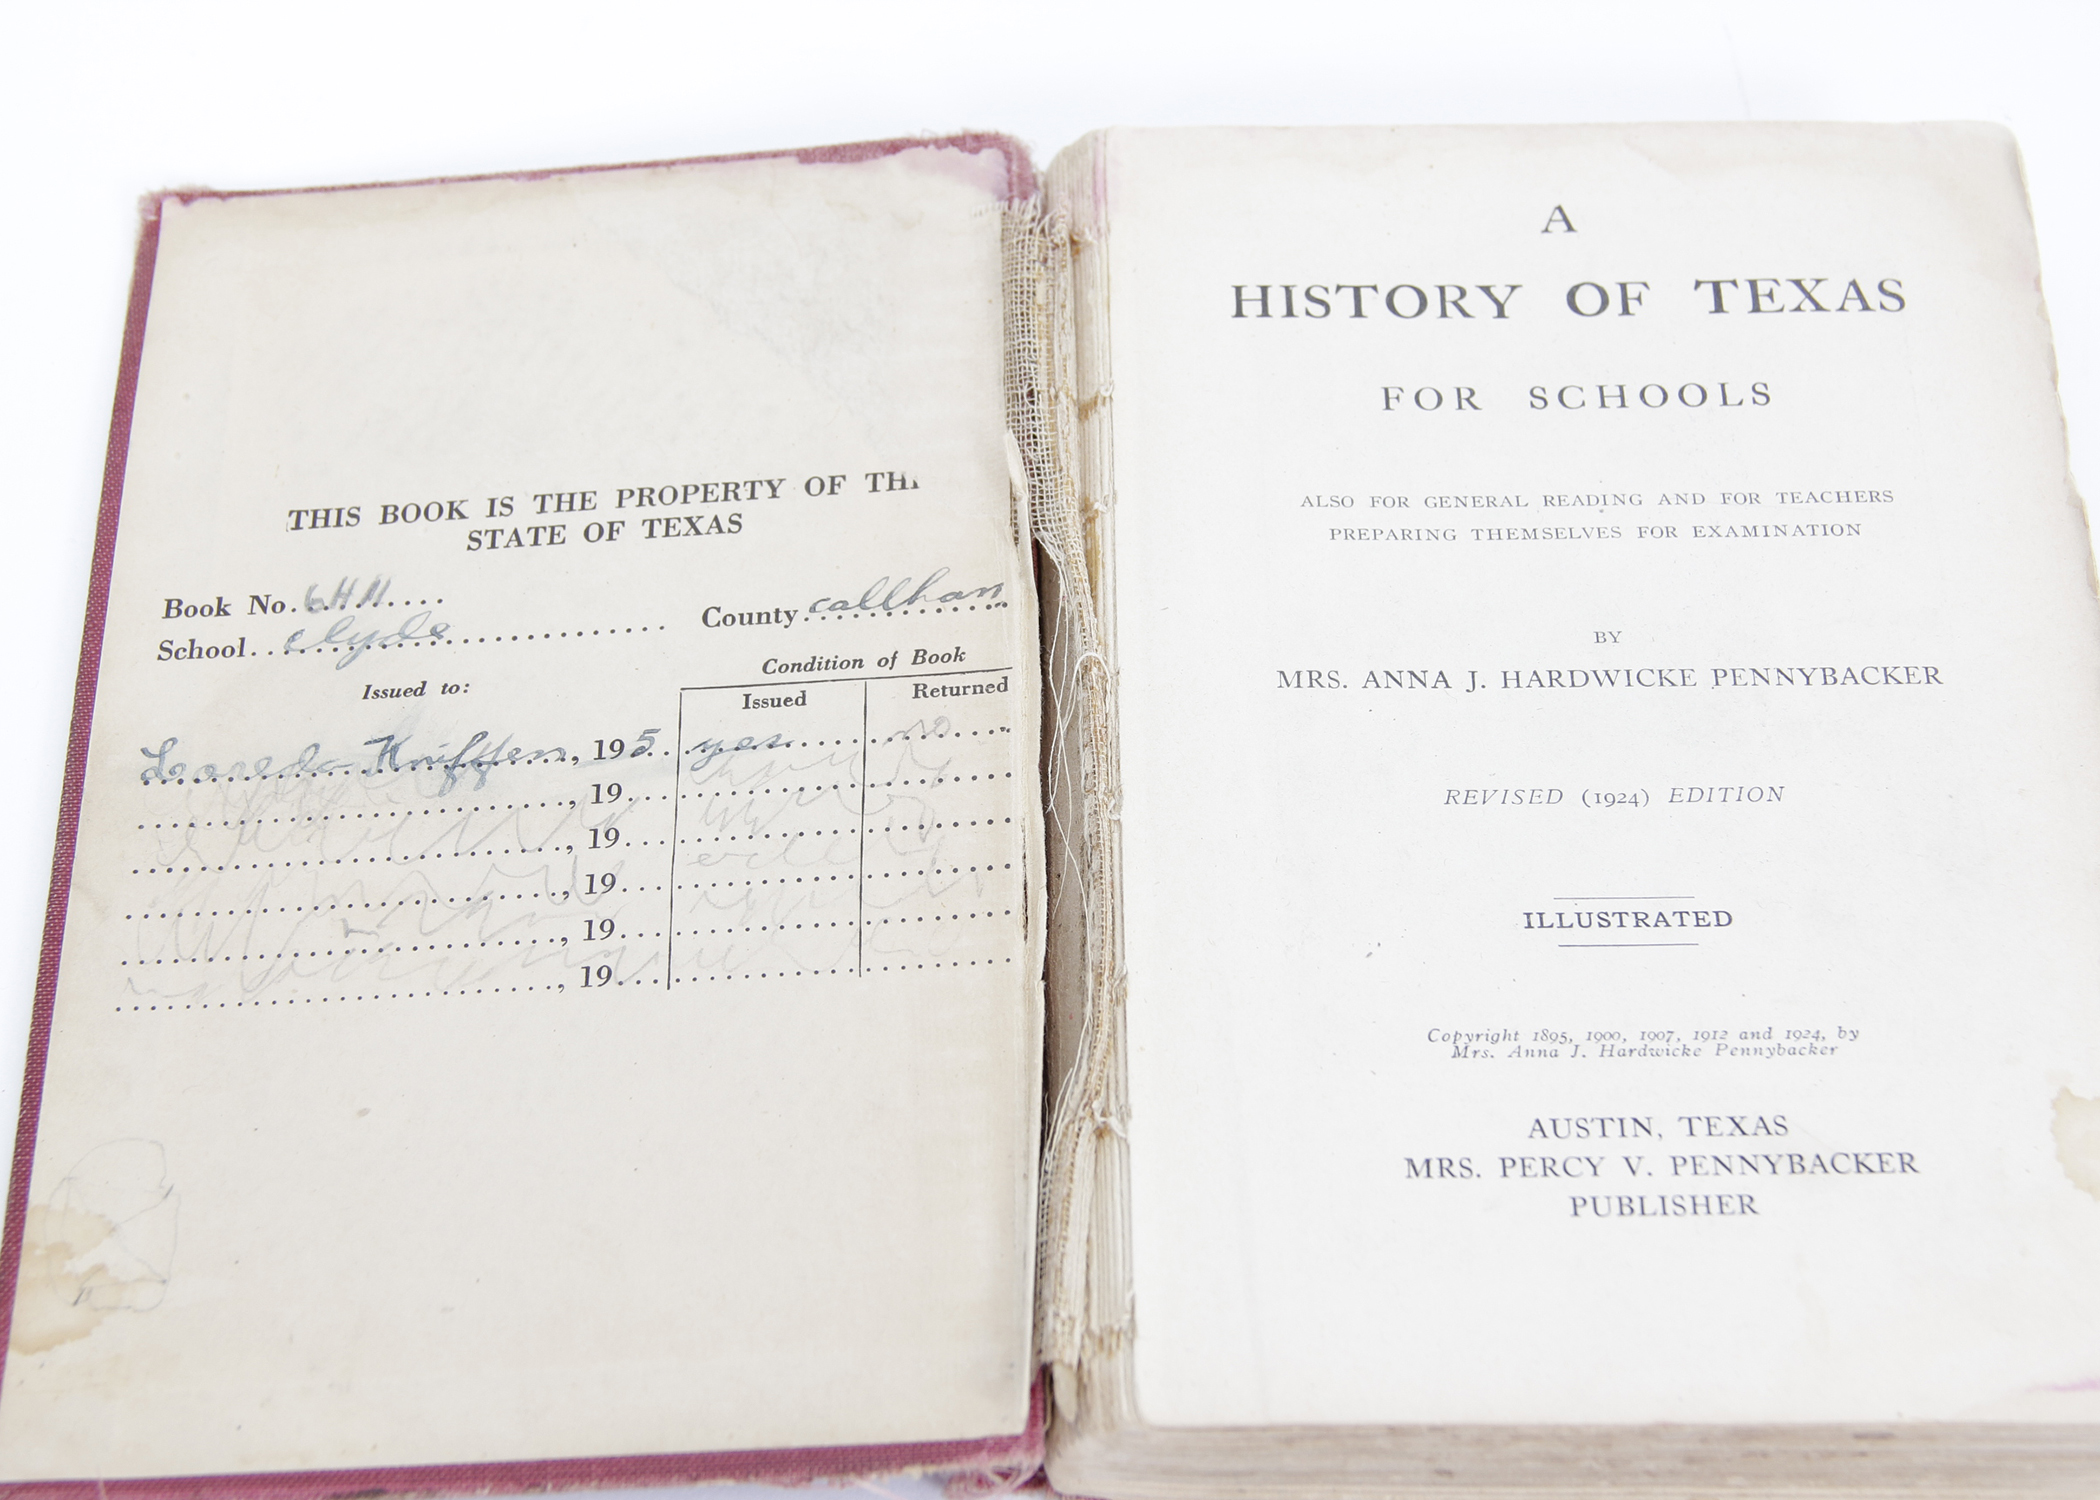 THIS BOOK IS THE PROPERTY OF THE
STATE OF TEXAS
Book No.
School clyde
County callhan
Condition of Book
Issued to:
Issued
Returned
Kniffen, 195 yes no
, 19
, 19
, 19
, 19
, 19
A
HISTORY OF TEXAS
FOR SCHOOLS
ALSO FOR GENERAL READING AND FOR TEACHERS
PREPARING THEMSELVES FOR EXAMINATION
BY
MRS. ANNA J. HARDWICKE PENNYBACKER
REVISED (1924) EDITION
ILLUSTRATED
Copyright 1895, 1900, 1907, 1912 and 1924, by
Mrs. Anna J. Hardwicke Pennybacker
AUSTIN, TEXAS
MRS. PERCY V. PENNYBACKER
PUBLISHER